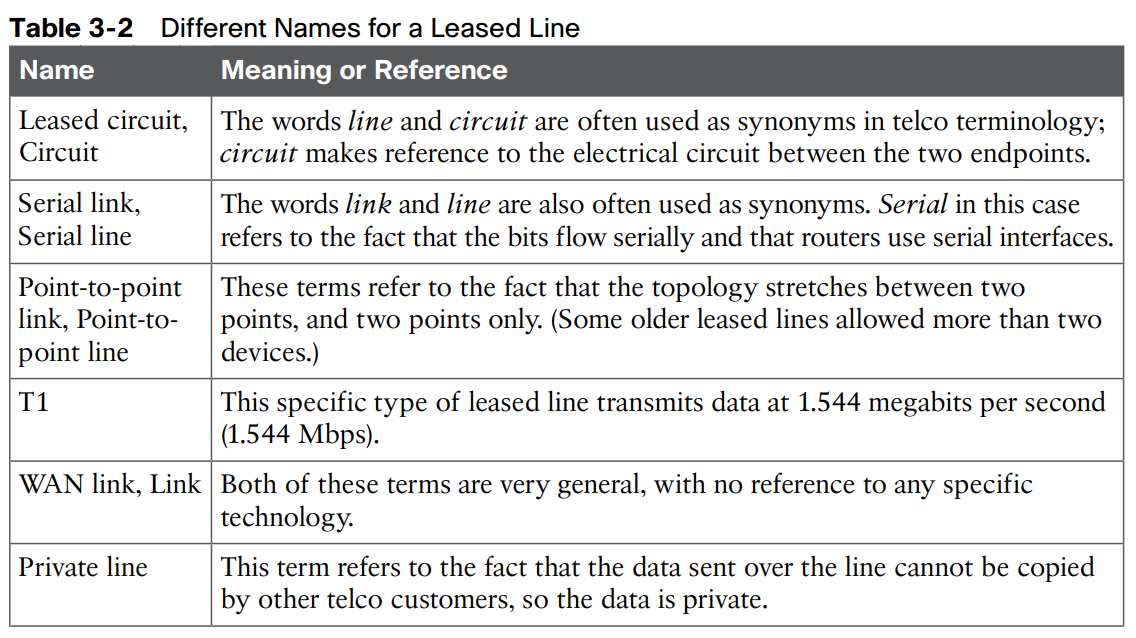 Table 3-2 Different Names for a Leased Line
Name Meaning or Reference
Leased circuit, Circuit The words line and circuit are often used as synonyms in telco terminology;
circuit makes reference to the electrical circuit between the two endpoints.
Serial link, Serial line The words link and line are also often used as synonyms. Serial in this case
refers to the fact that the bits flow serially and that routers use serial interfaces.
Point-to-point link, Point-to-point line These terms refer to the fact that the topology stretches between two
points, and two points only. (Some older leased lines allowed more than two
devices.)
T1 This specific type of leased line transmits data at 1.544 megabits per second
(1.544 Mbps).
WAN link, Link Both of these terms are very general, with no reference to any specific
technology.
Private line This term refers to the fact that the data sent over the line cannot be copied
by other telco customers, so the data is private.